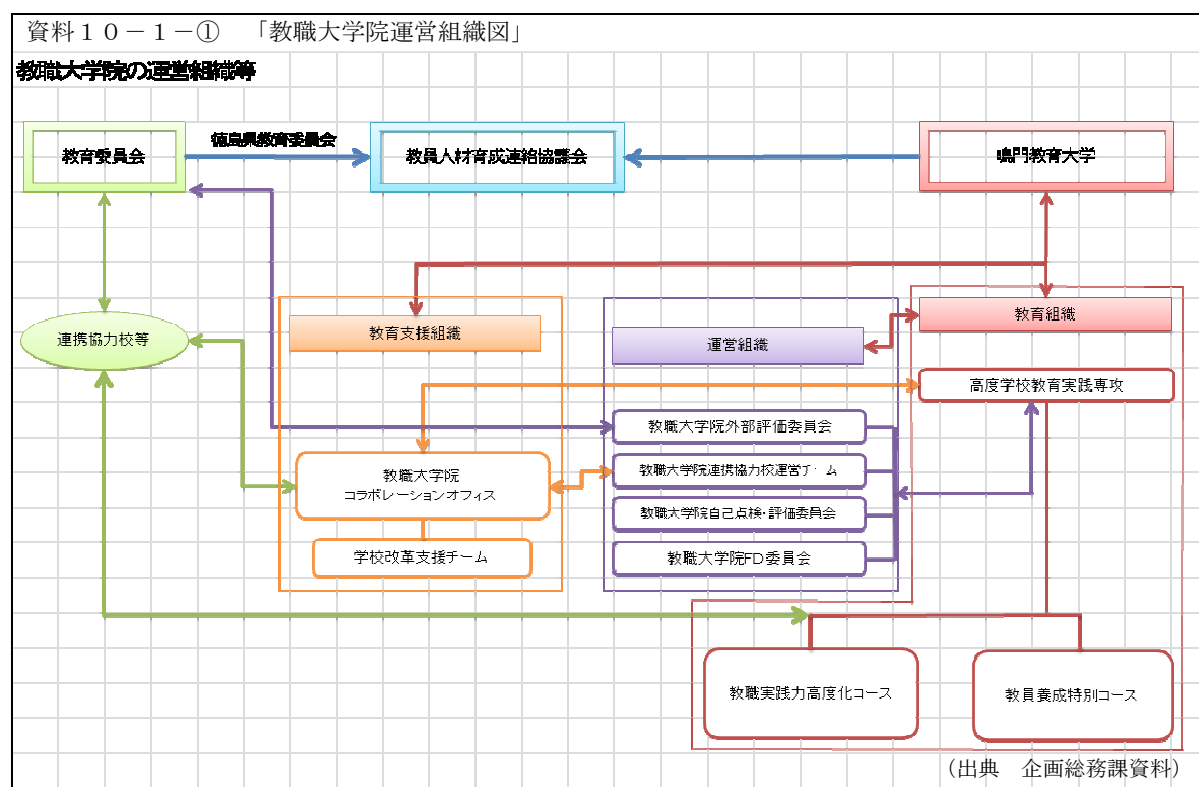 資料１０－１－① 「教職大学院運営組織図」
教職大学院の運営組織等
教育委員会
徳島県教育委員会
教員人材育成連絡協議会
鳴門教育大学
連携協力校等
教育支援組織
運営組織
教育組織
高度学校教育実践専攻
教職大学院外部評価委員会
教職大学院
コラボレーションオフィス
教職大学院連携協力校運営チーム
教職大学院自己点検・評価委員会
学校改革支援チーム
教職大学院FD委員会
教職実践力高度化コース
教員養成特別コース
（出典 企画総務課資料）